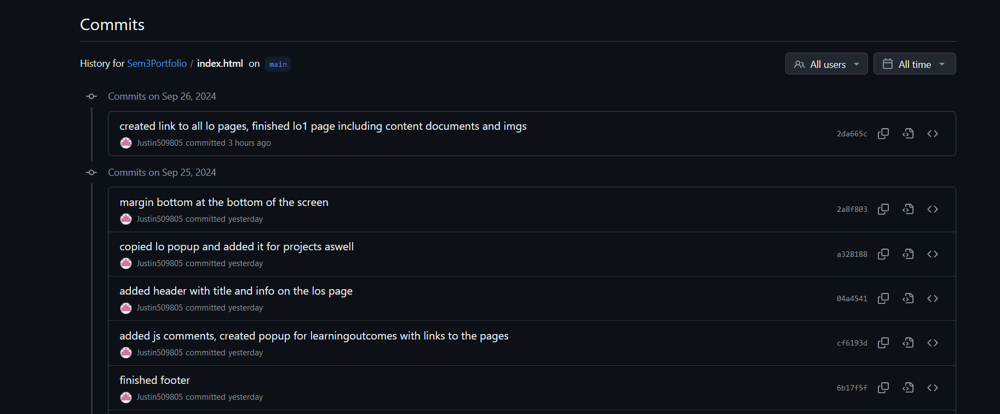 Commits
History for Sem3Portfolio / index.html on main
All users
All time
Commits on Sep 26, 2024
created link to all lo pages, finished lo1 page including content documents and imgs
Justin509805 committed 3 hours ago
2da665c
Commits on Sep 25, 2024
margin bottom at the bottom of the screen
Justin509805 committed yesterday
2a8f803
copied lo popup and added it for projects aswell
Justin509805 committed yesterday
a328188
added header with title and info on the los page
Justin509805 committed yesterday
04a4541
added js comments, created popup for learningoutcomes with links to the pages
Justin509805 committed yesterday
cf6193d
finished footer
Justin509805 committed yesterday
6b17f5f